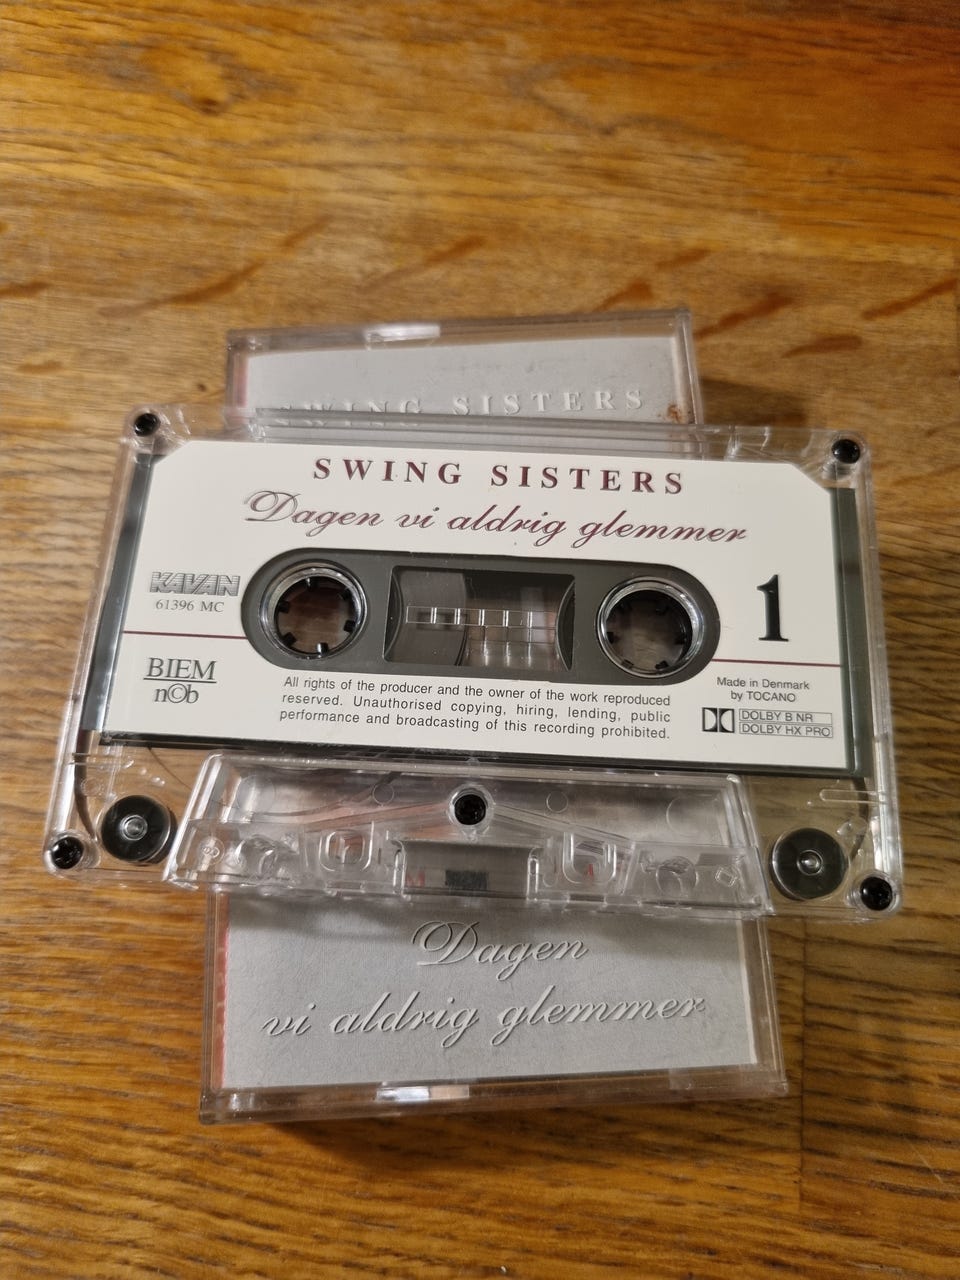 SWING SISTERS
SWING SISTERS
Dagen vi aldrig glemmer
KAVAN
61396 MC
1
BIEM
n©b
All rights of the producer and the owner of the work reproduced
reserved. Unauthorised copying, hiring, lending, public
performance and broadcasting of this recording prohibited.
Made in Denmark
by TOCANO
DOLBY B NR
DOLBY HX PRO
Dagen
vi aldrig glemmer